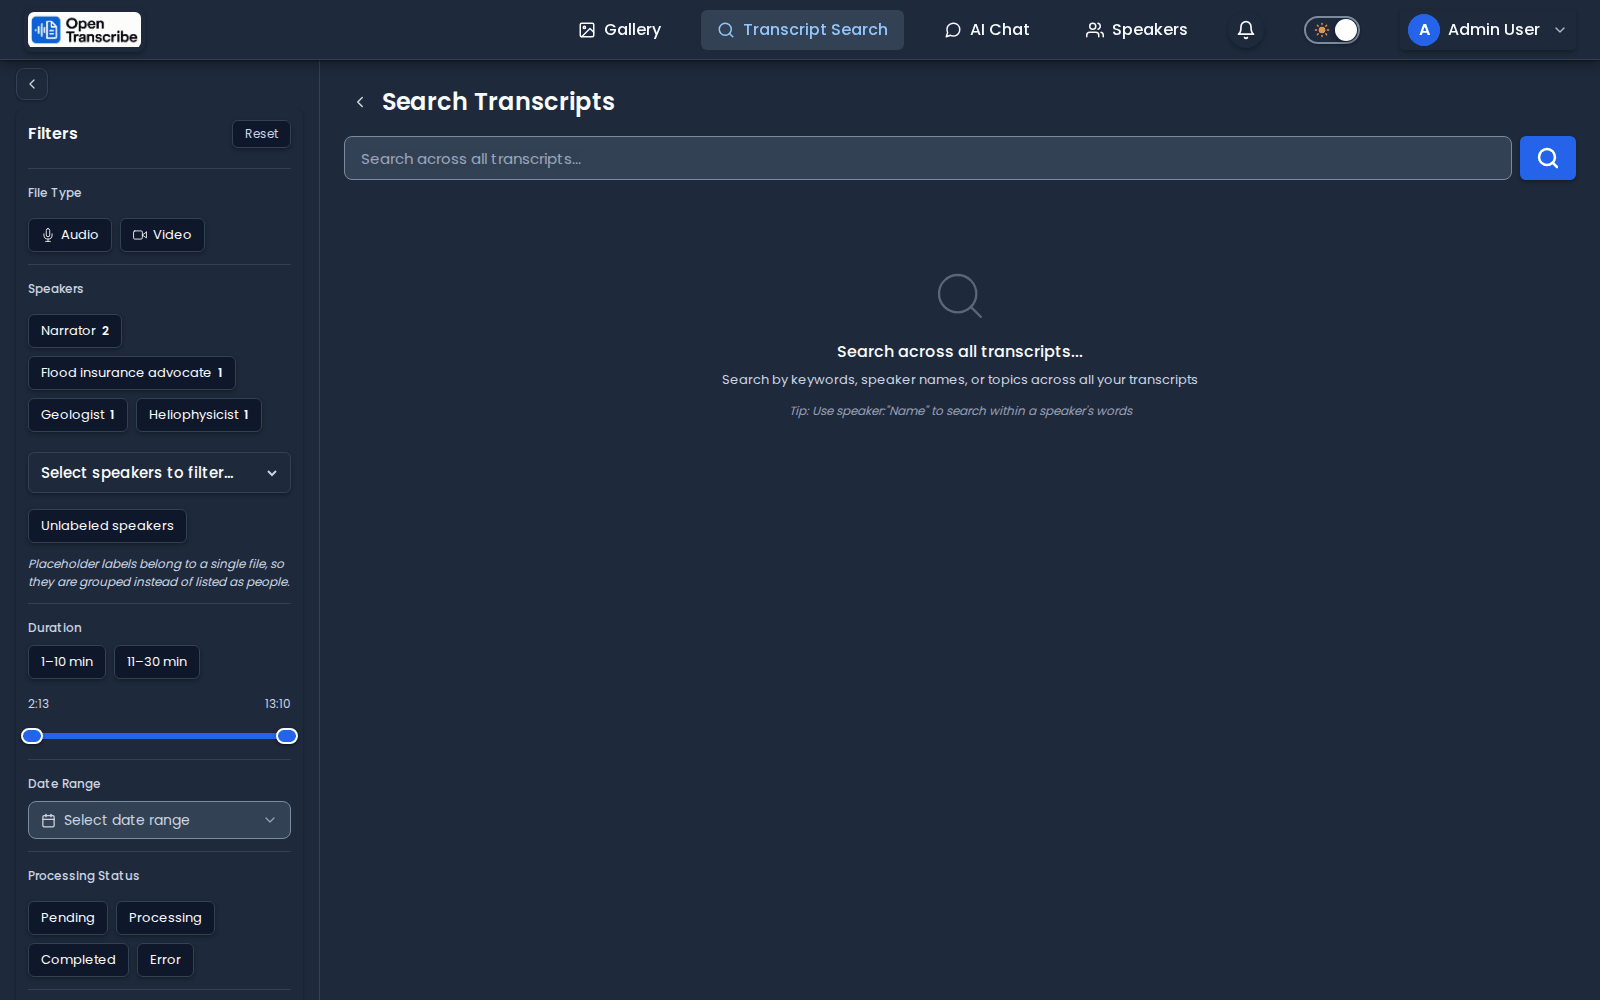 Open
Transcribe
Gallery
Transcript Search
AI Chat
Speakers
A
Admin User
Filters
Reset
File Type
Audio
Video
Speakers
Narrator 2
Flood insurance advocate 1
Geologist 1
Heliophysicist 1
Select speakers to filter...
Unlabeled speakers
Placeholder labels belong to a single file, so
they are grouped instead of listed as people.
Duration
1–10 min
11–30 min
2:13
13:10
Date Range
Select date range
Processing Status
Pending
Processing
Completed
Error
Search Transcripts
Search across all transcripts...
Search across all transcripts...
Search by keywords, speaker names, or topics across all your transcripts
Tip: Use speaker:"Name" to search within a speaker's words